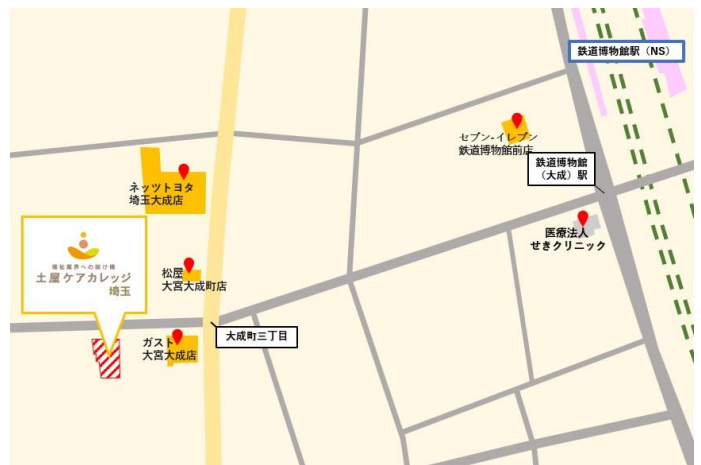 鉄道博物館駅（NS）
セブン-イレブン
鉄道博物館前店
鉄道博物館
（大成）駅
ネッツトヨタ
埼玉大成店
医療法人
せきクリニック
福祉業界への架け橋
土屋ケアカレッジ
埼玉
松屋
大宮大成町店
大成町三丁目
ガスト
大宮大成店